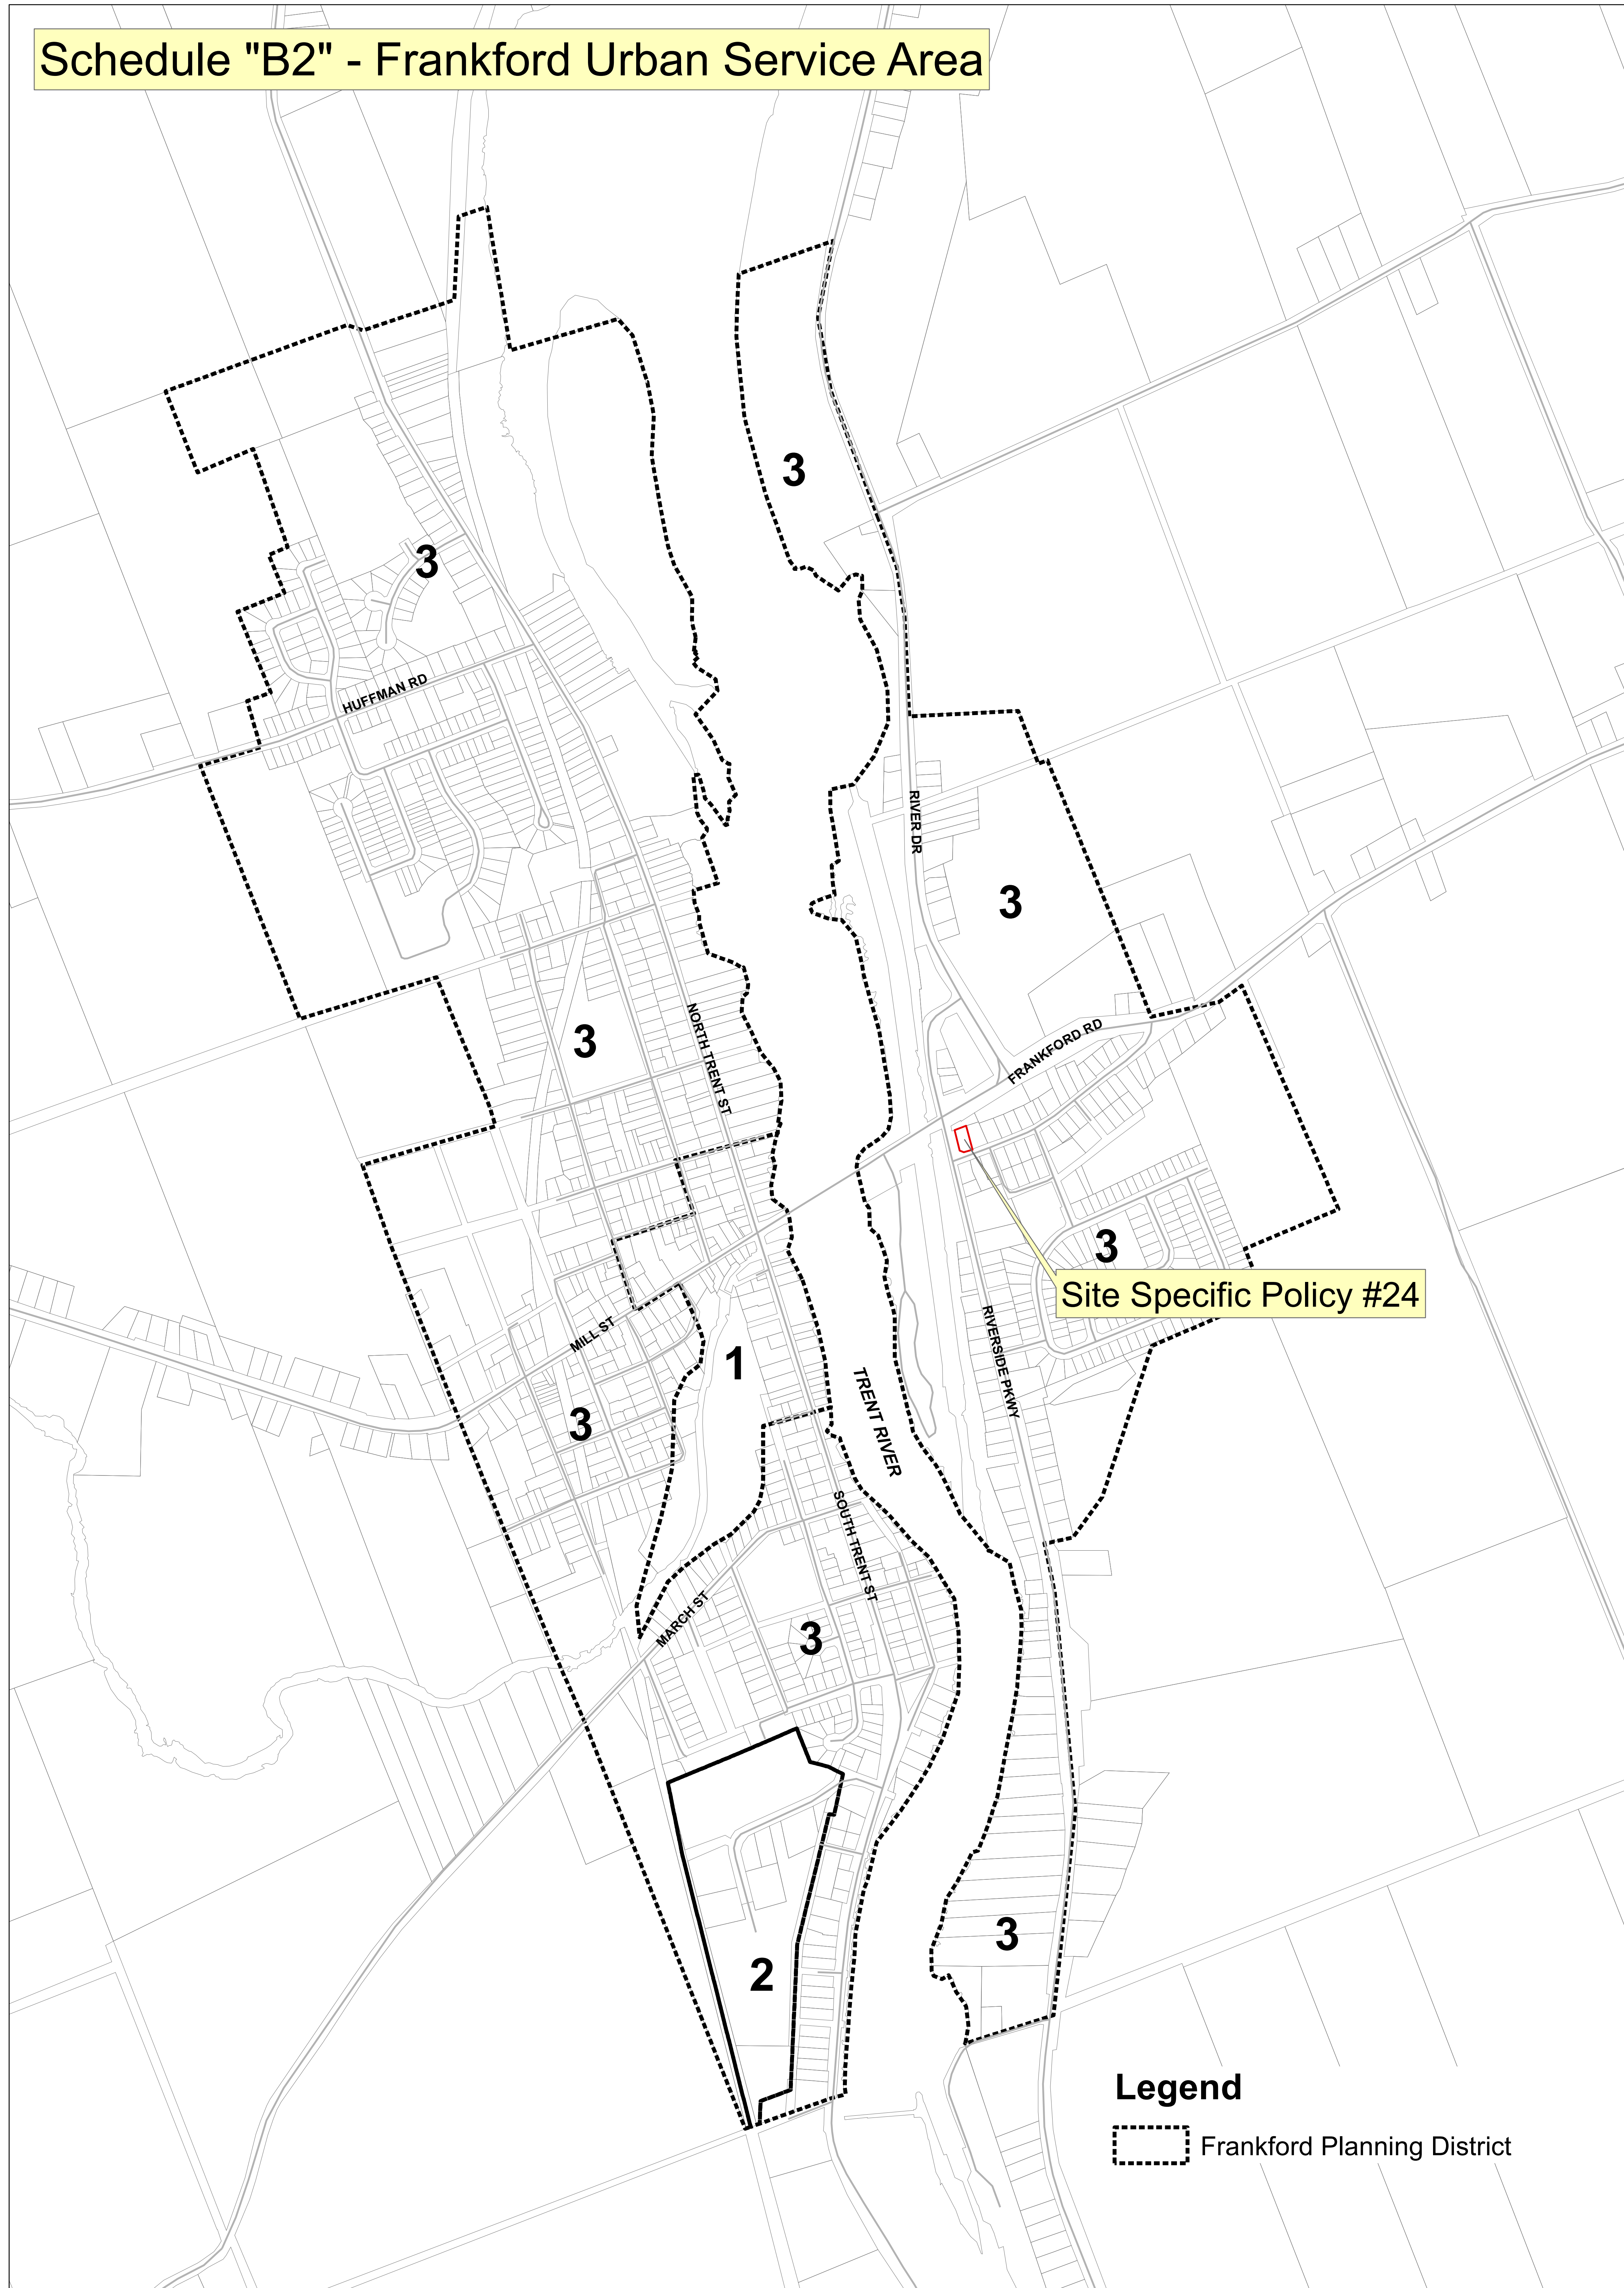 Schedule "B2" - Frankford Urban Service Area
3
3
HUFFMAN RD
RIVER DR
3
NORTH TRENT ST
3
FRANKFORD RD
3
Site Specific Policy #24
MILL ST
1
RIVERSIDE PKWY
TRENT RIVER
3
SOUTH TRENT ST
MARCH ST
3
3
2
Legend
Frankford Planning District